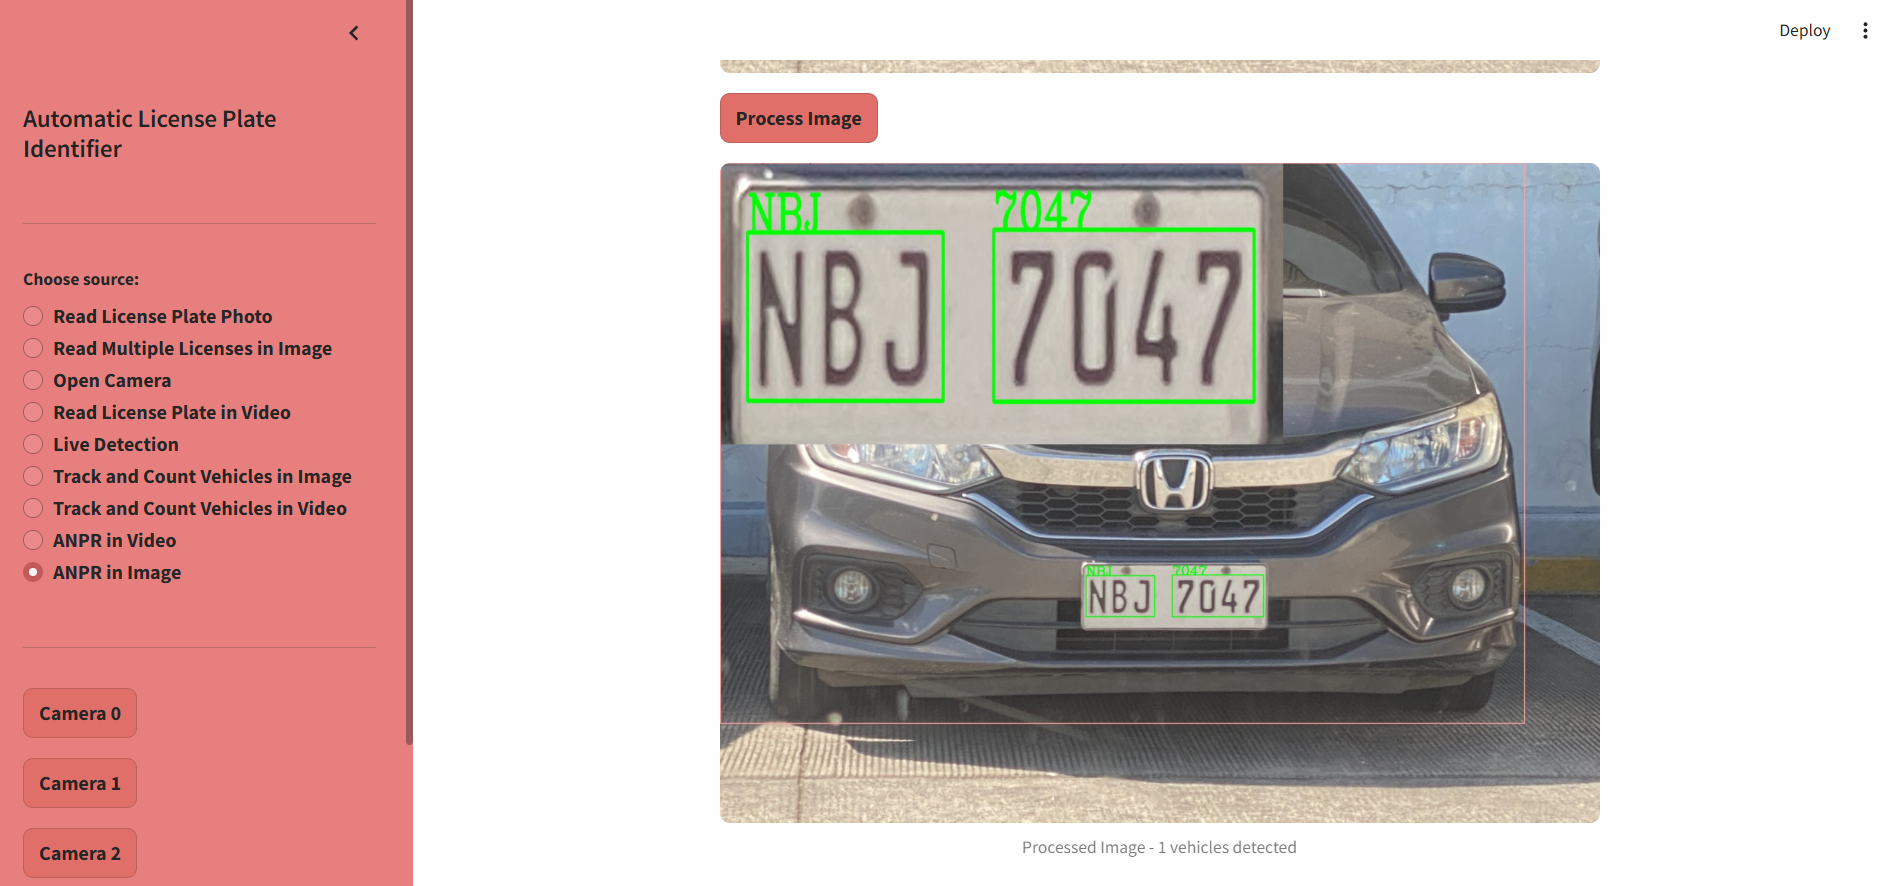 Deploy
Automatic License Plate
Identifier
Choose source:
Read License Plate Photo
Read Multiple Licenses in Image
Open Camera
Read License Plate in Video
Live Detection
Track and Count Vehicles in Image
Track and Count Vehicles in Video
ANPR in Video
ANPR in Image
Camera 0
Camera 1
Camera 2
Process Image
NBJ 7047
NBJ 7047
NBJ 7047
NBJ 7047
Processed Image - 1 vehicles detected